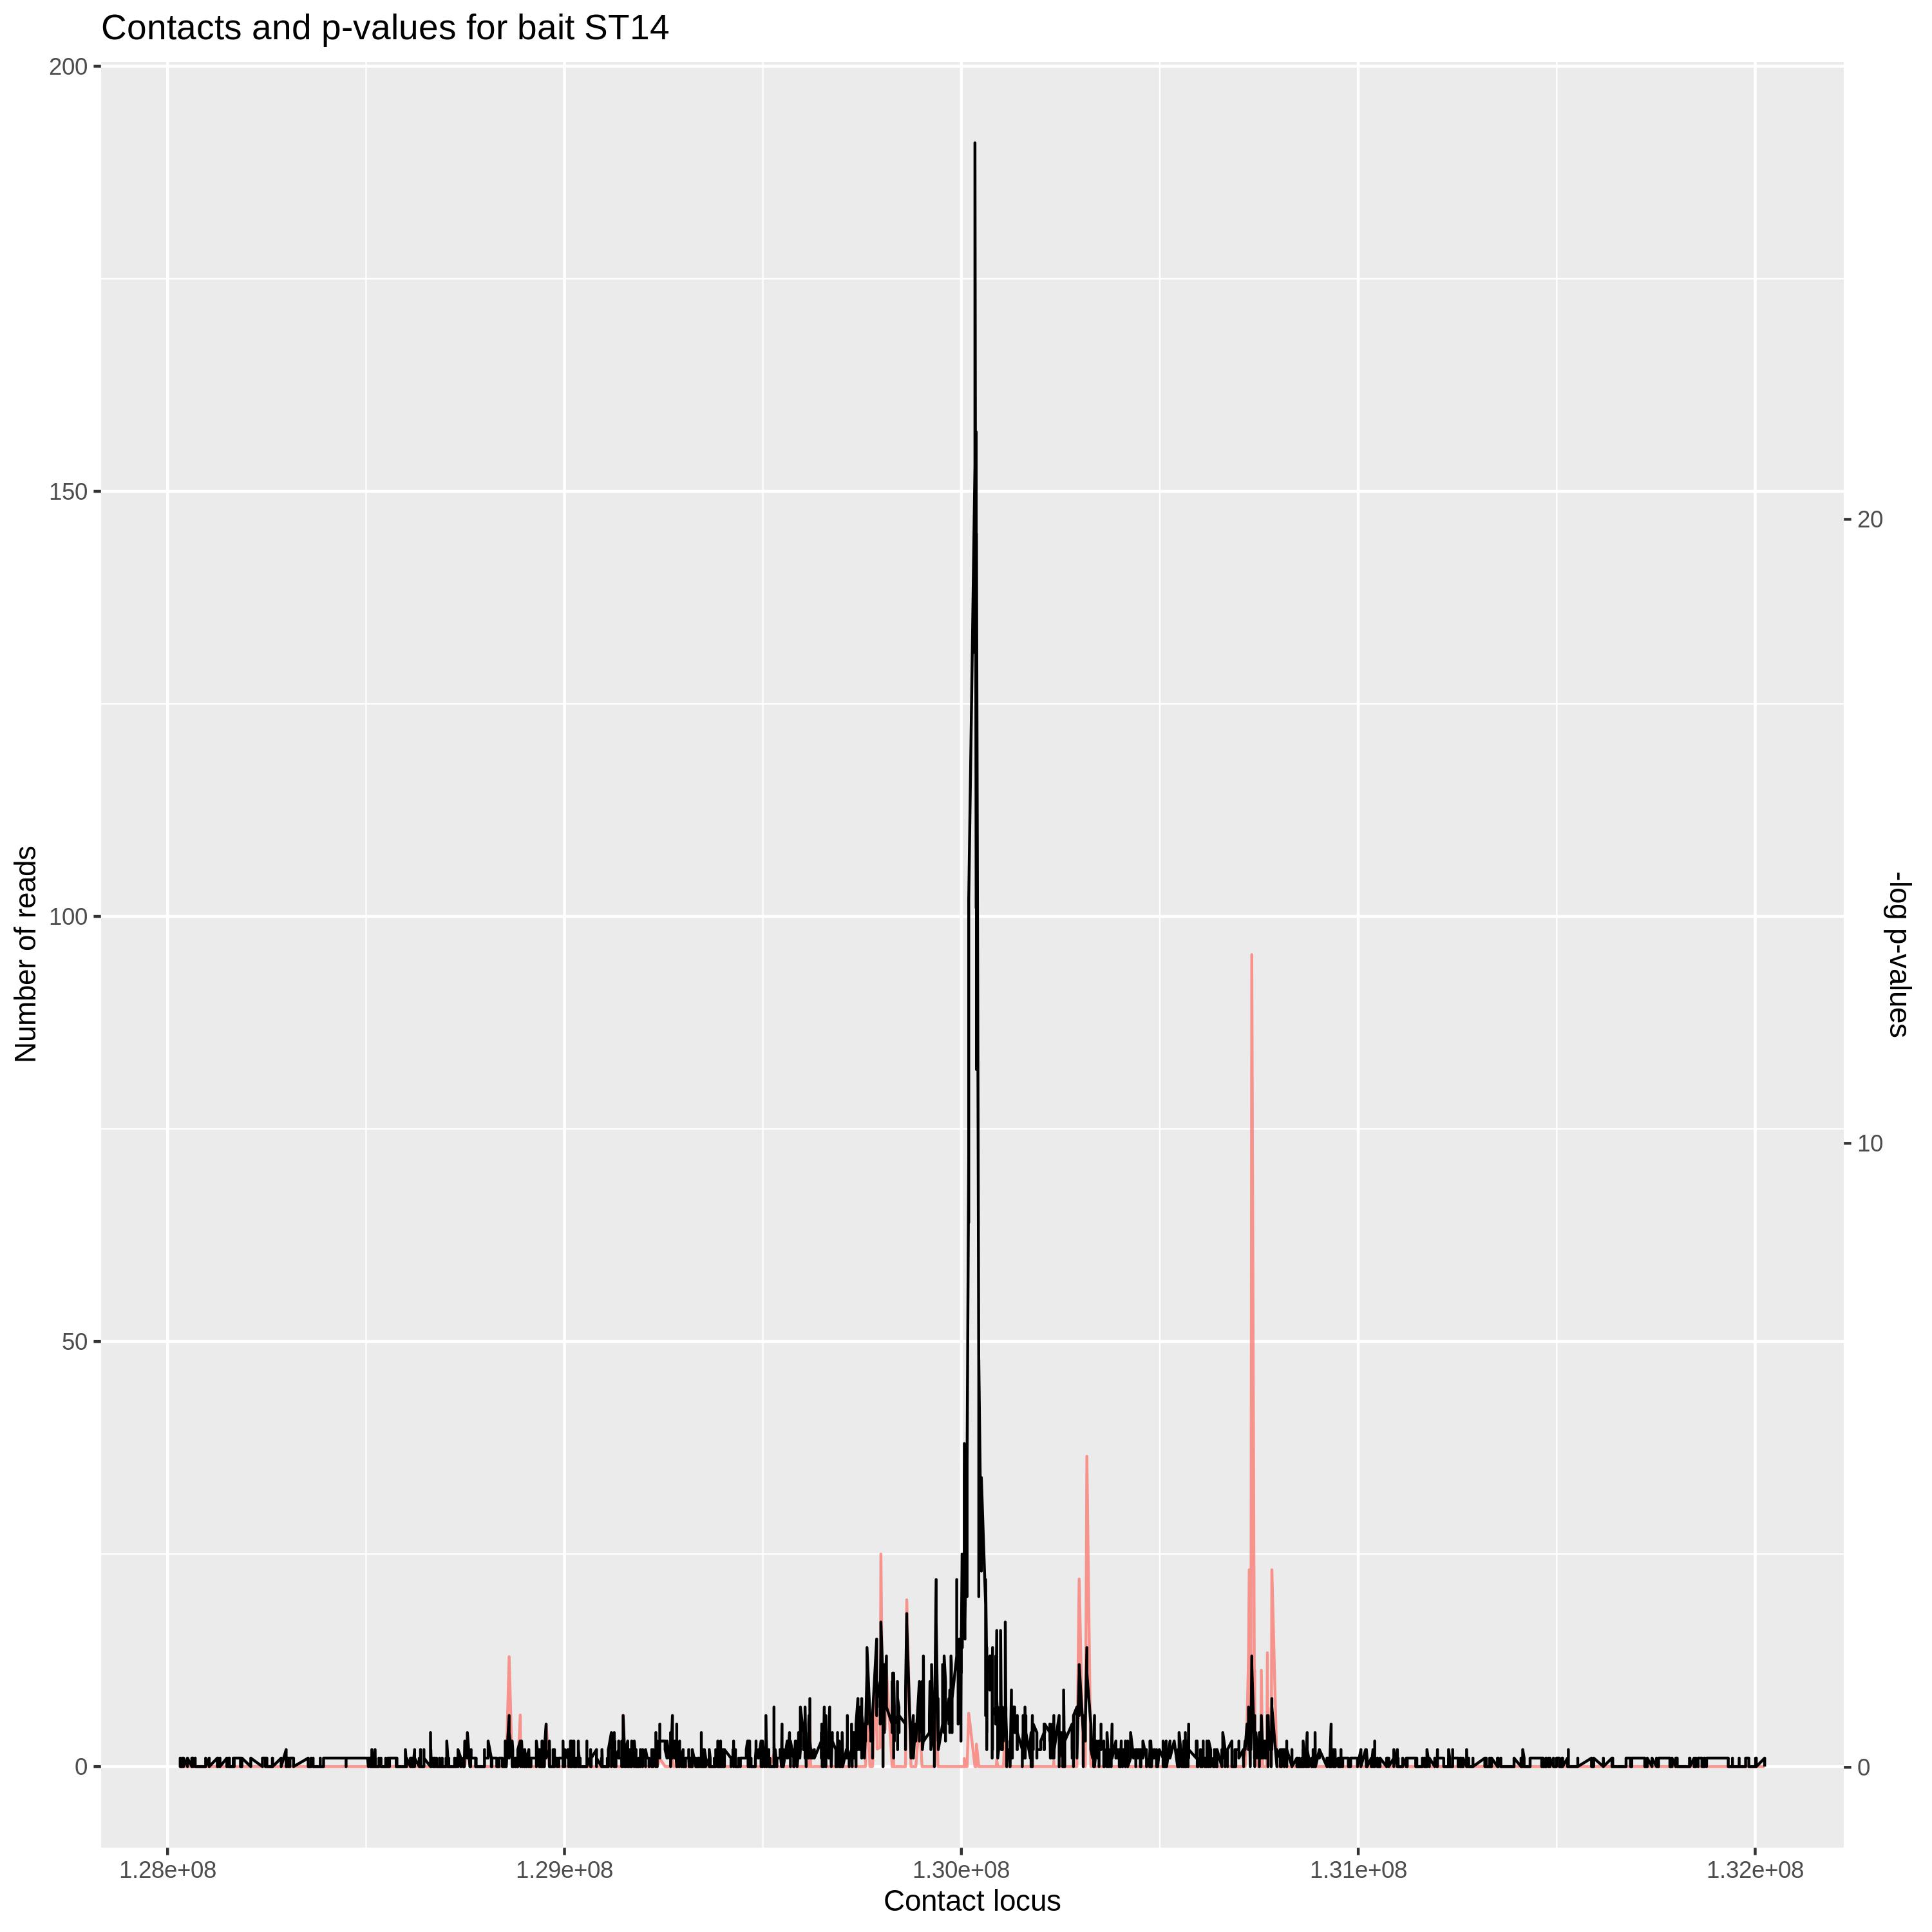 Contacts and p-values for bait ST14
200
150
100
50
0
Number of reads
20
10
0
-log p-values
1.28e+08
1.29e+08
1.30e+08
1.31e+08
1.32e+08
Contact locus